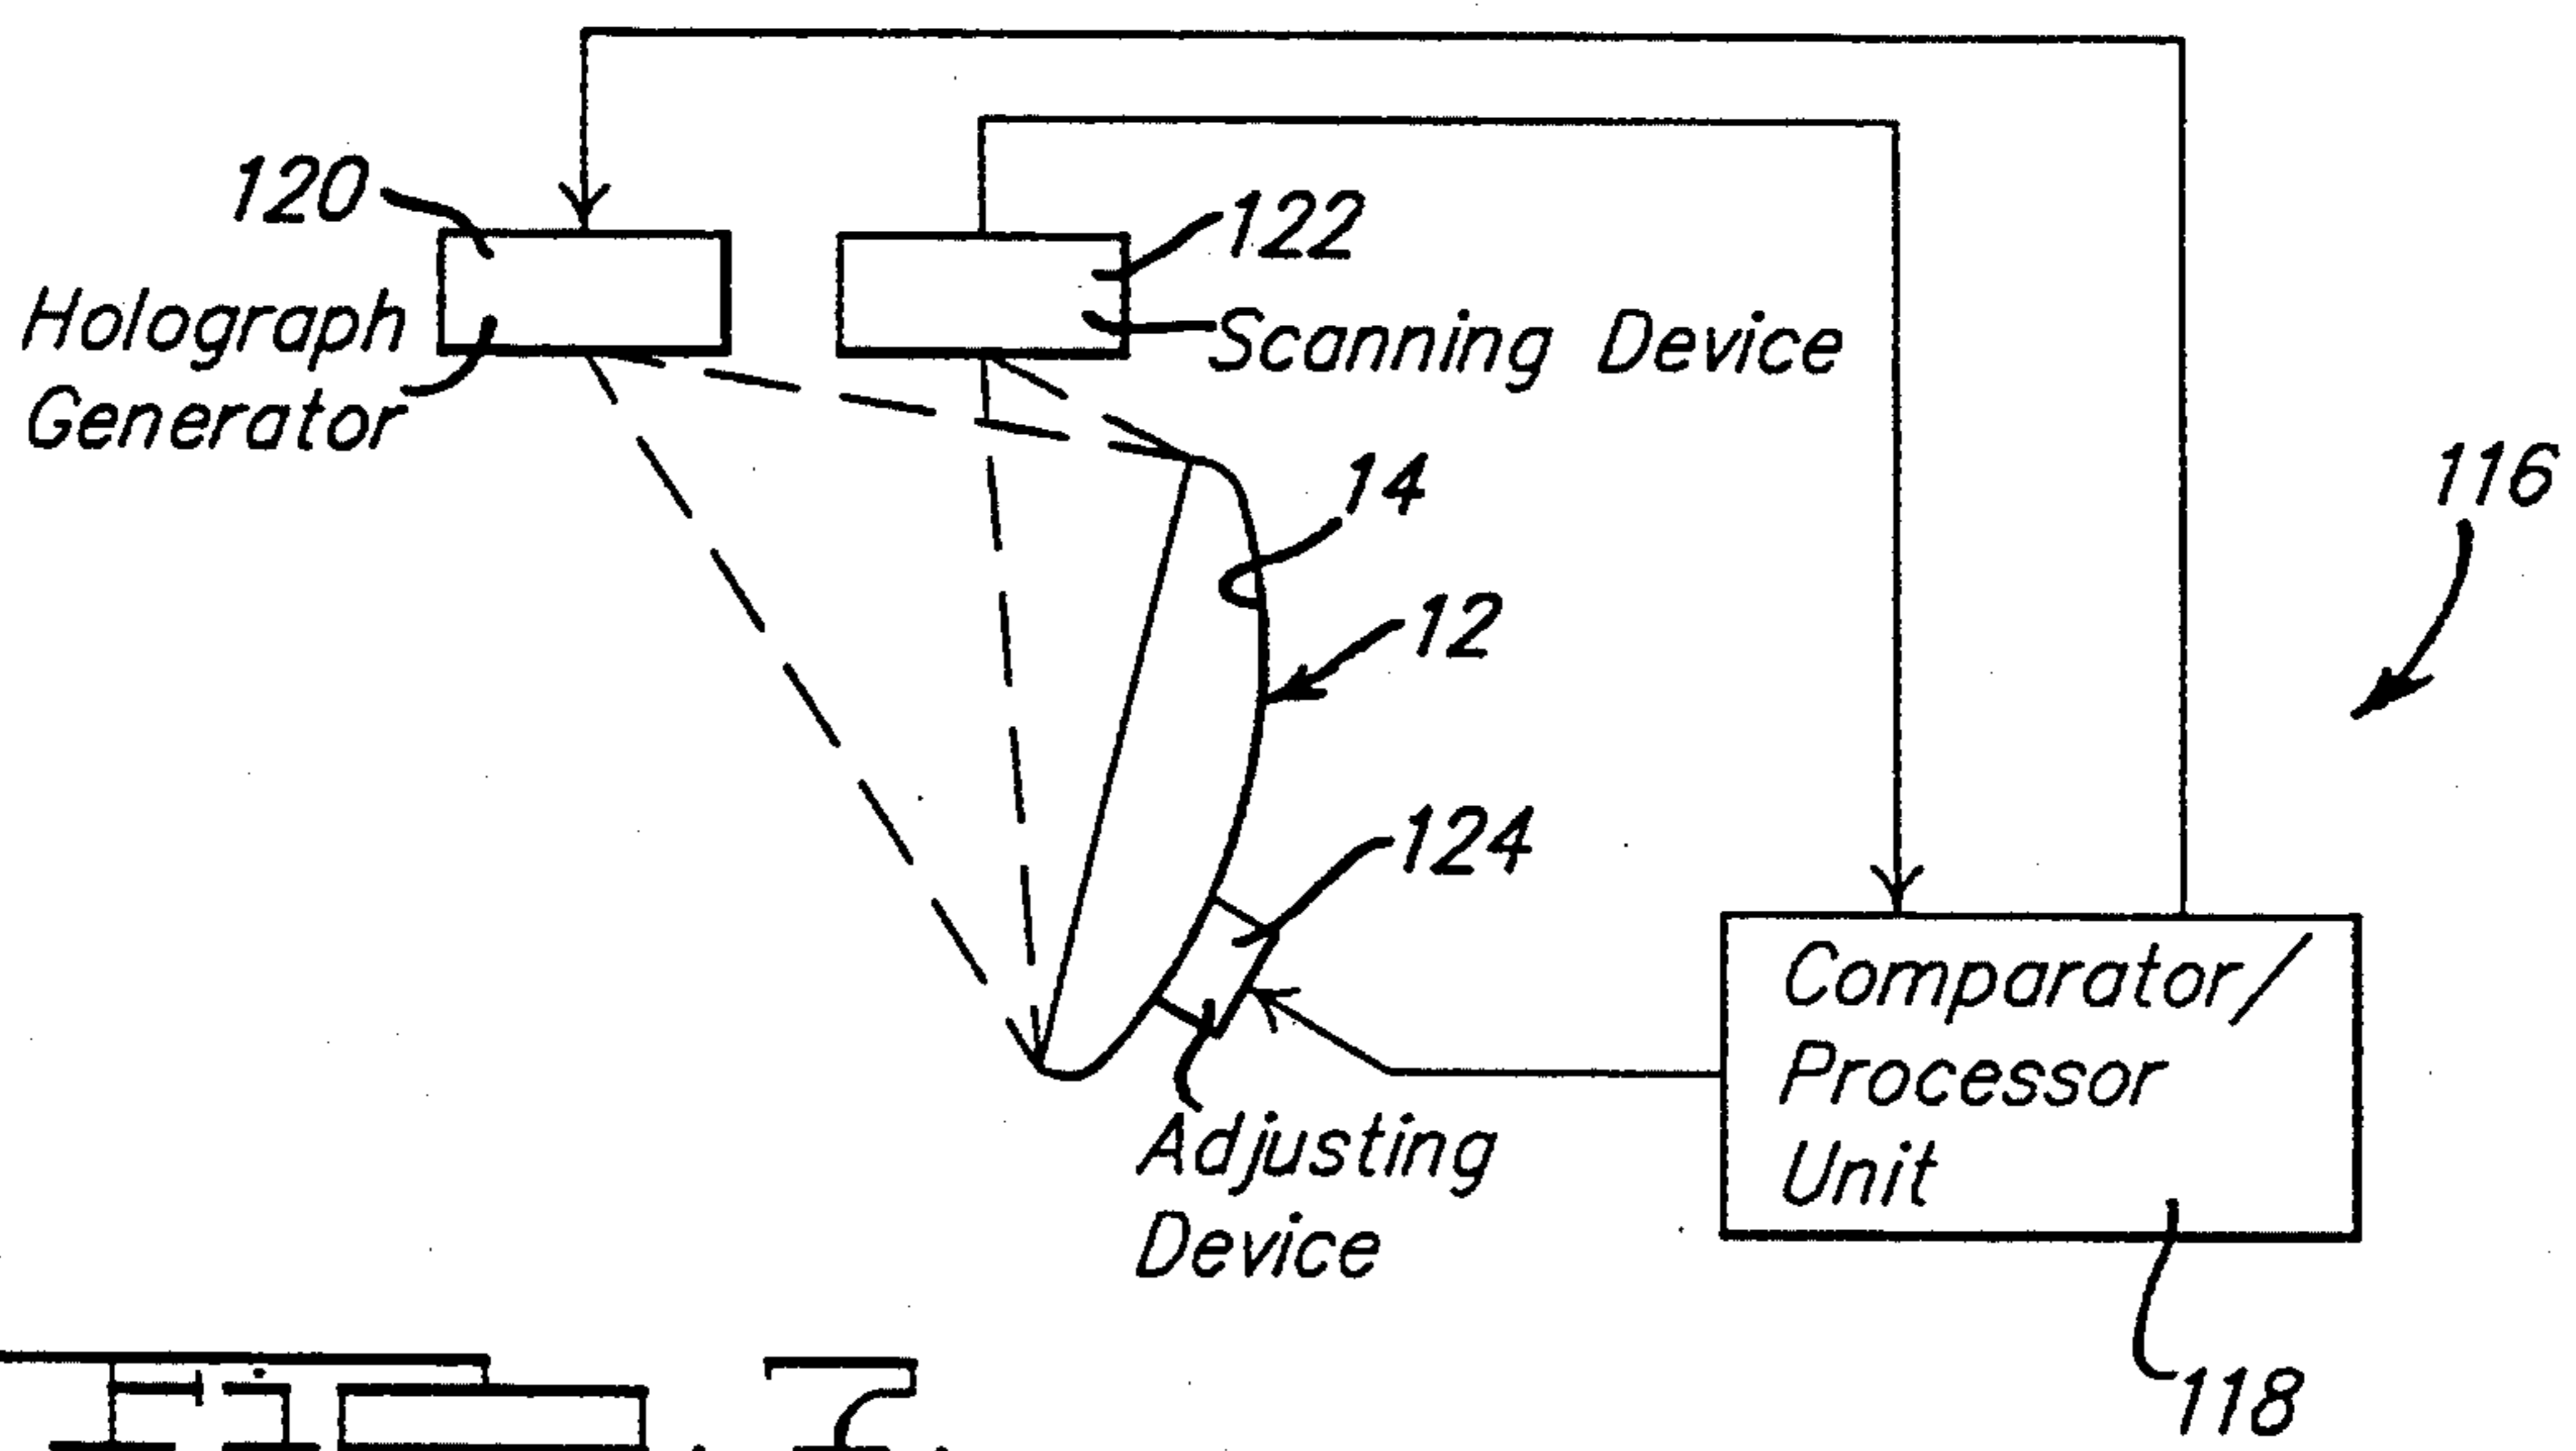 120
122
Holograph
Generator
Scanning Device
116
14
12
124
Comparator/
Processor
Unit
Adjusting
Device
118